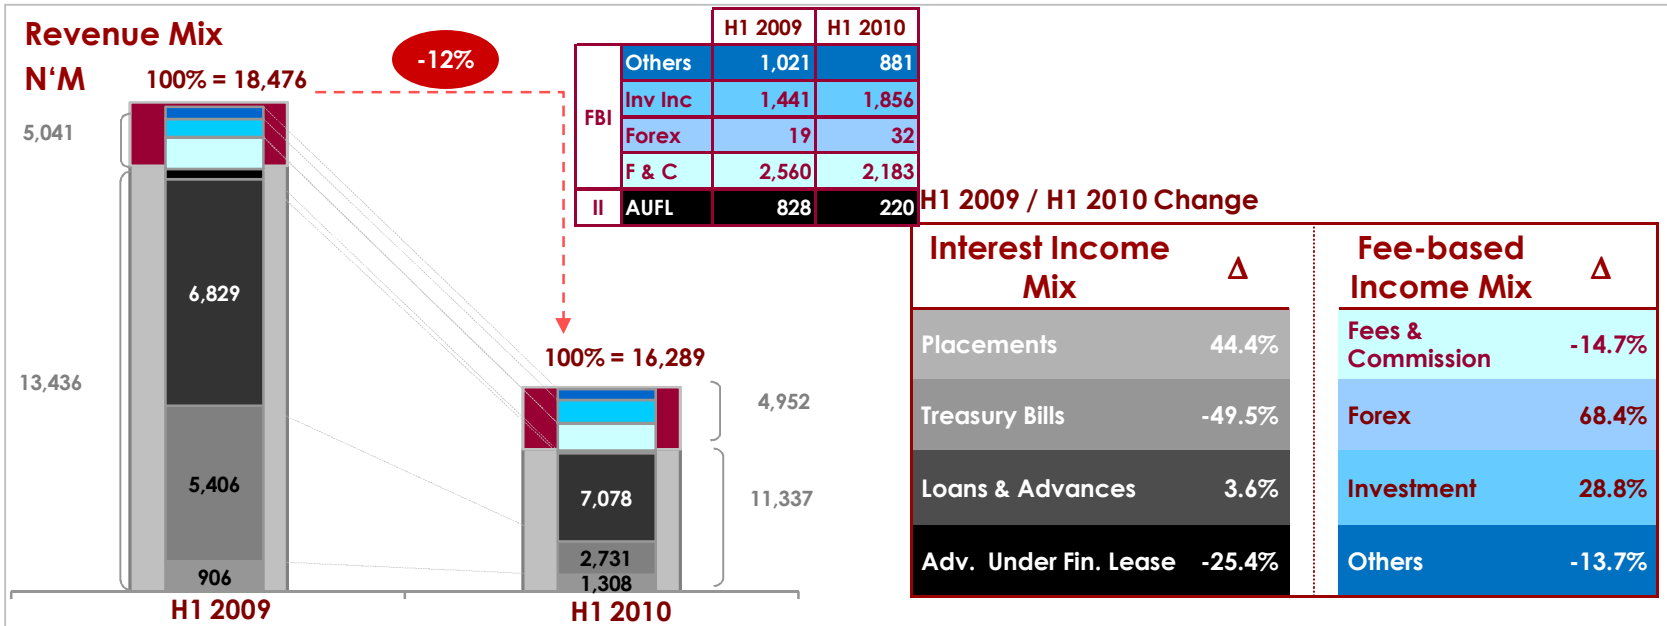 Revenue Mix
N‘M
100% = 18,476
-12%
5,041
13,436
6,829
5,406
906
H1 2009
100% = 16,289
4,952
11,337
7,078
2,731
1,308
H1 2010
H1 2009 H1 2010
FBI
Others 1,021 881
Inv Inc 1,441 1,856
Forex 19 32
F & C 2,560 2,183
II AUFL 828 220
H1 2009 / H1 2010 Change
Interest Income
Mix
Δ
Placements 44.4%
Treasury Bills -49.5%
Loans & Advances 3.6%
Adv. Under Fin. Lease -25.4%
Fee-based
Income Mix
Δ
Fees &
Commission -14.7%
Forex 68.4%
Investment 28.8%
Others -13.7%